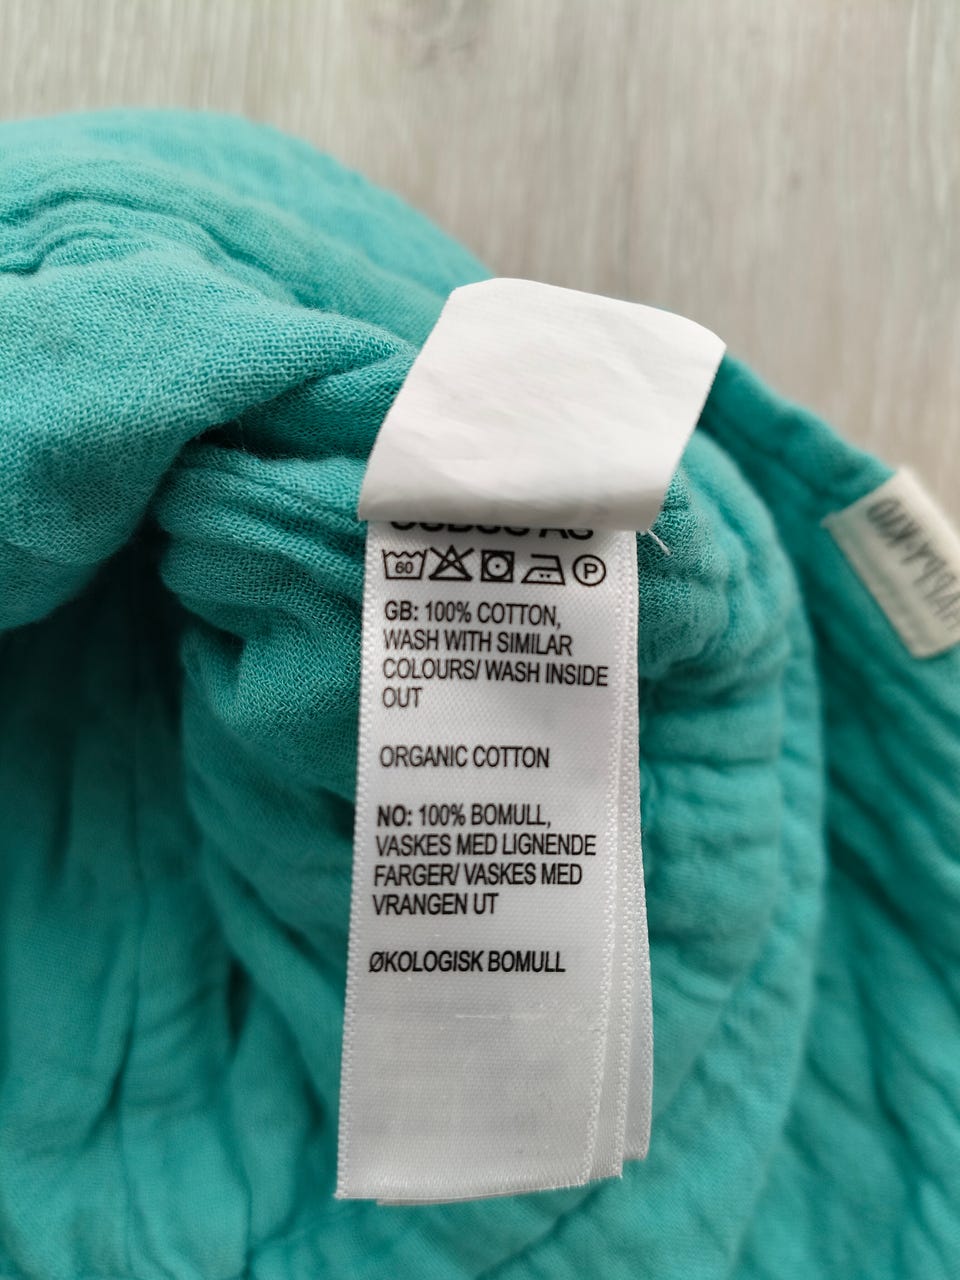 60
P
GB: 100% COTTON,
WASH WITH SIMILAR
COLOURS/ WASH INSIDE
OUT
ORGANIC COTTON
NO: 100% BOMULL,
VASKES MED LIGNENDE
FARGER/ VASKES MED
VRANGEN UT
ØKOLOGISK BOMULL